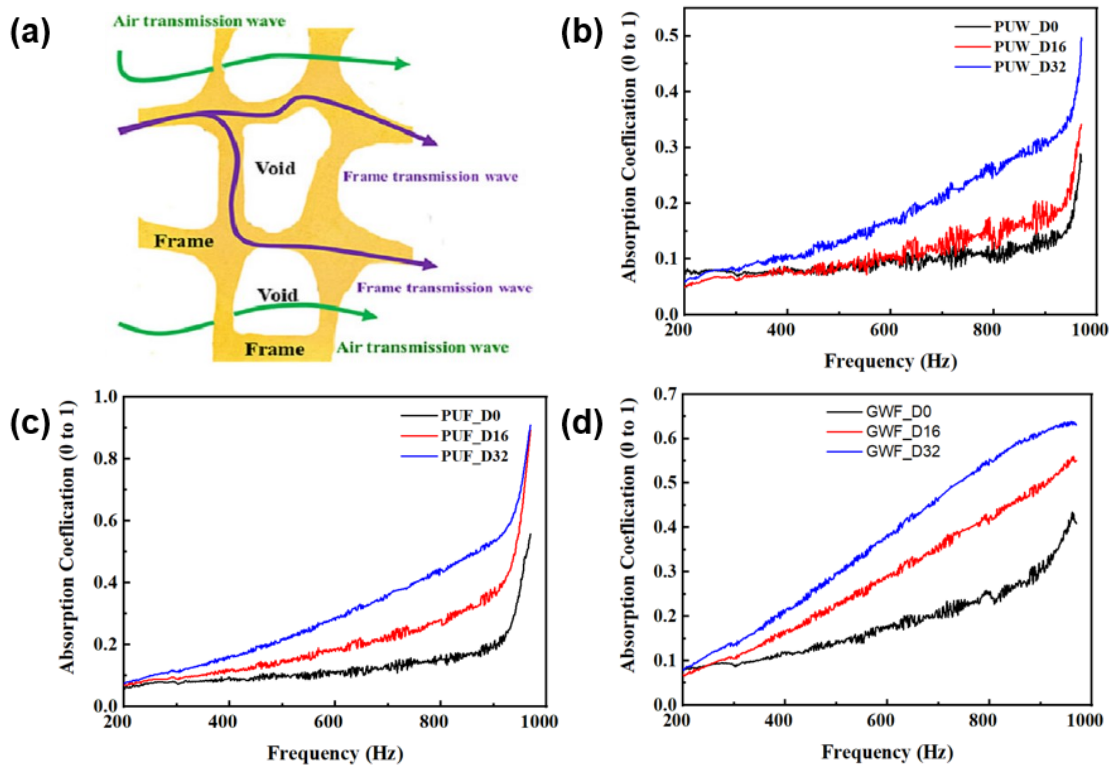 (a)
Air transmission wave
Void
Frame transmission wave
Frame
Frame transmission wave
Void
Frame
Air transmission wave
(b)
PUW_D0
PUW_D16
PUW_D32
0.5
0.4
0.3
0.2
0.1
0.0
Absorption Coeflication (0 to 1)
200
400
600
800
1000
Frequency (Hz)
(c)
PUF_D0
PUF_D16
PUF_D32
1.0
0.8
0.6
0.4
0.2
0.0
Absorption Coeflication (0 to 1)
200
400
600
800
1000
Frequency (Hz)
(d)
GWF_D0
GWF_D16
GWF_D32
0.7
0.6
0.5
0.4
0.3
0.2
0.1
0.0
Absorption Coeflication (0 to 1)
200
400
600
800
1000
Frequency (Hz)